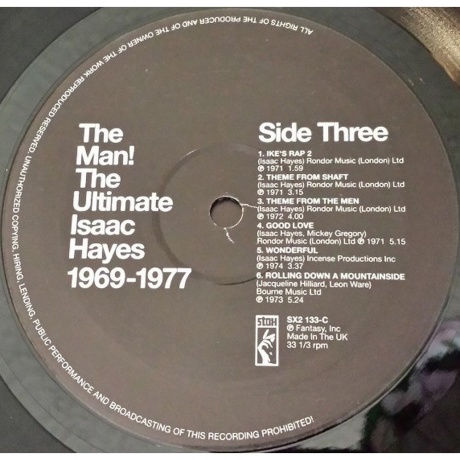 ALL RIGHTS OF THE PRODUCER AND OF THE OWNER OF THE WORK REPRODUCED RESERVED. UNAUTHORIZED COPYING, HIRING, LENDING, PUBLIC PERFORMANCE AND BROADCASTING OF THIS RECORDING PROHIBITED!
The
Man!
The
Ultimate
Isaac
Hayes
1969-1977
Side Three
1. IKE'S RAP 2
(Isaac Hayes) Rondor Music (London) Ltd
℗ 1971 1.59
2. THEME FROM SHAFT
(Isaac Hayes) Rondor Music (London) Ltd
℗ 1971 3.15
3. THEME FROM THE MEN
(Isaac Hayes) Rondor Music (London) Ltd
℗ 1972 4.00
4. GOOD LOVE
(Isaac Hayes, Mickey Gregory)
Rondor Music (London) Ltd ℗ 1971 5.15
5. WONDERFUL
(Isaac Hayes) Incense Productions Inc
℗ 1974 3.37
6. ROLLING DOWN A MOUNTAINSIDE
(Jacqueline Hilliard, Leon Ware)
Bourne Music Ltd
℗ 1973 5.24
STAX
SX2 133-C
℗ Fantasy, Inc
Made In The UK
33 1/3 rpm